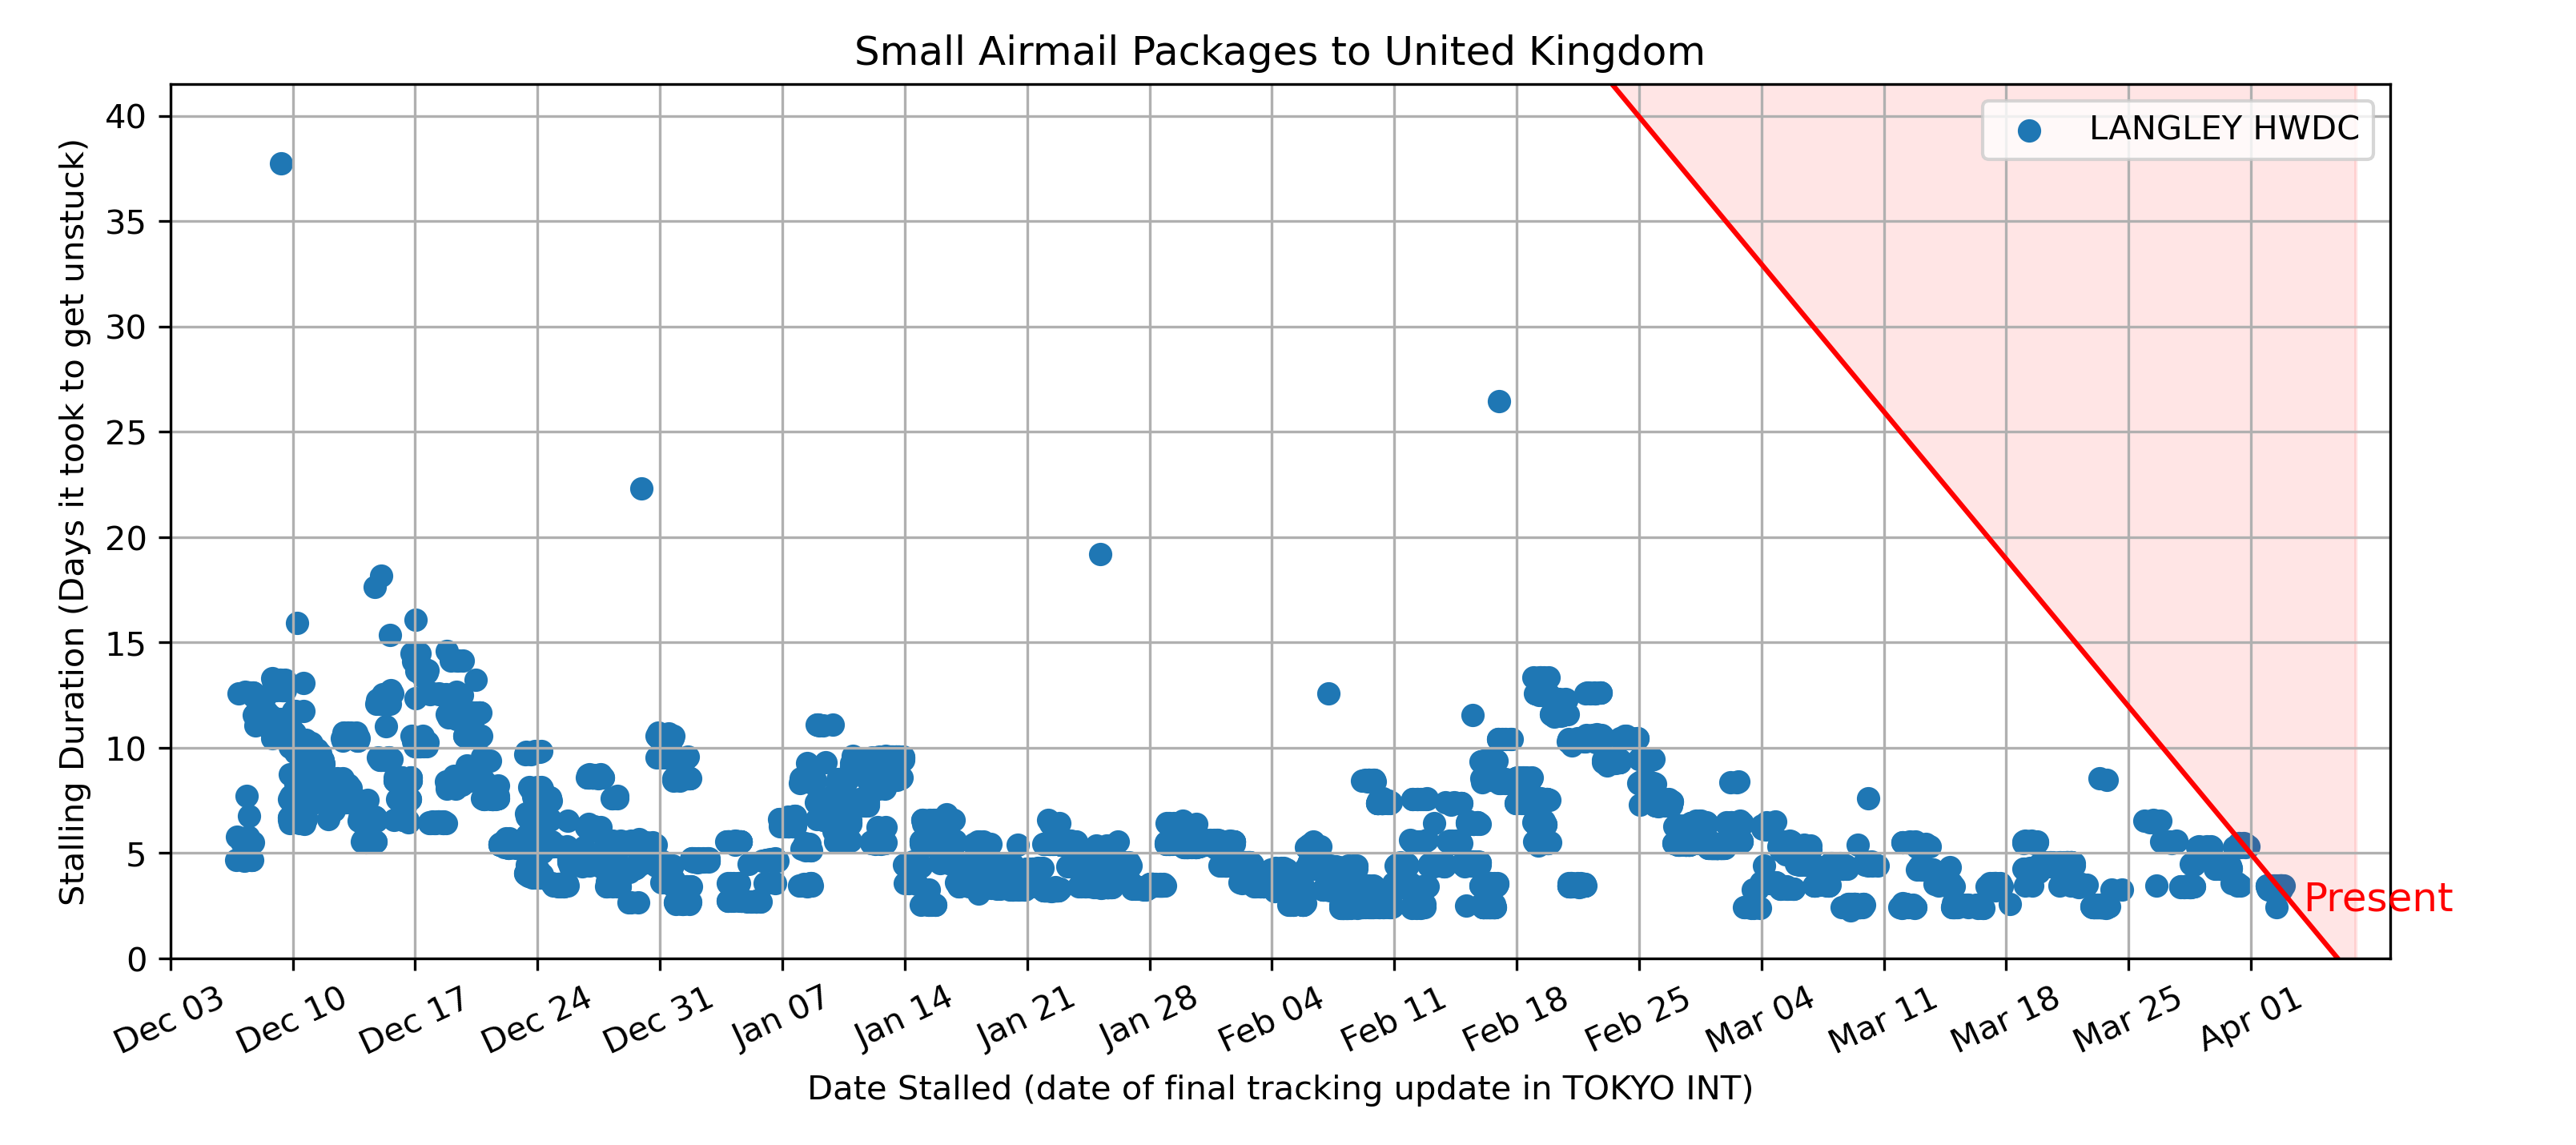 Small Airmail Packages to United Kingdom
Stalling Duration (Days it took to get unstuck)
40
35
30
25
20
15
10
5
0
LANGLEY HWDC
Present
Dec 03
Dec 10
Dec 17
Dec 24
Dec 31
Jan 07
Jan 14
Jan 21
Jan 28
Feb 04
Feb 11
Feb 18
Feb 25
Mar 04
Mar 11
Mar 18
Mar 25
Apr 01
Date Stalled (date of final tracking update in TOKYO INT)